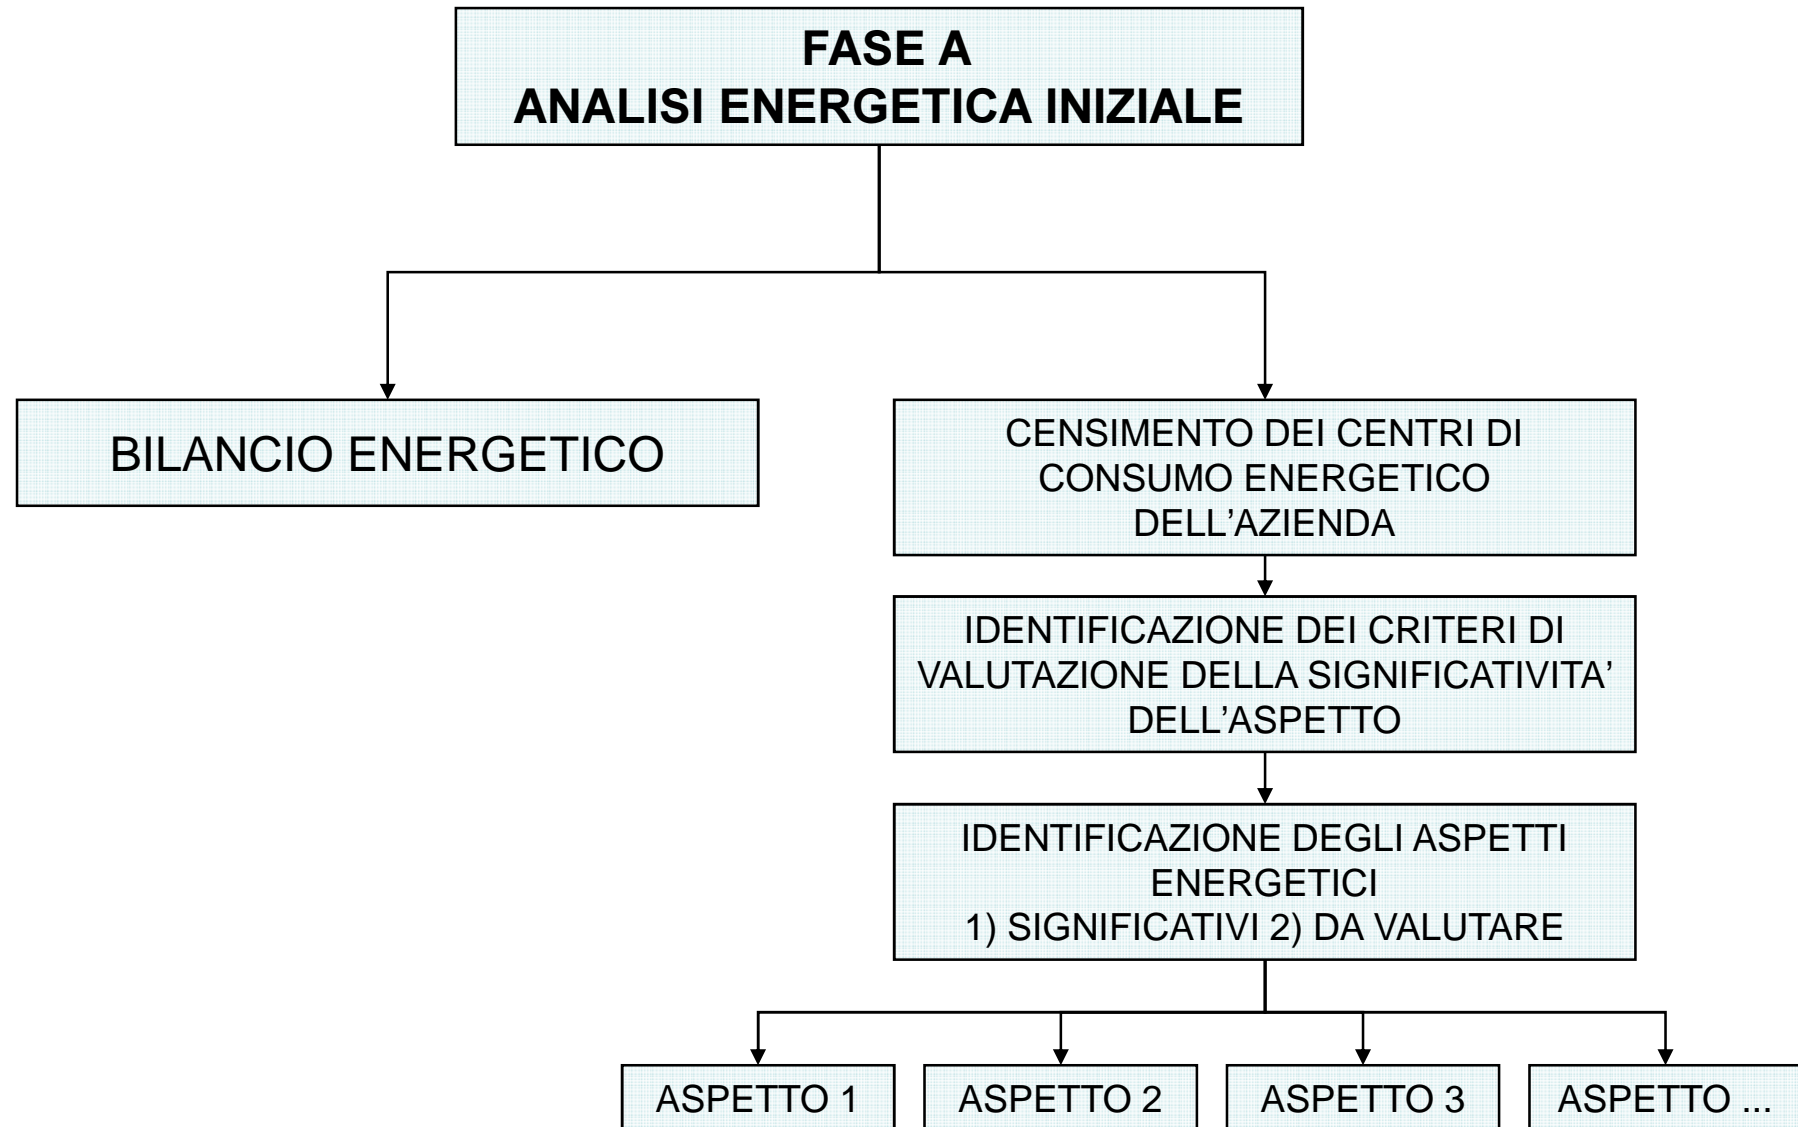 FASE A
ANALISI ENERGETICA INIZIALE
BILANCIO ENERGETICO
CENSIMENTO DEI CENTRI DI
CONSUMO ENERGETICO
DELL’AZIENDA
IDENTIFICAZIONE DEI CRITERI DI
VALUTAZIONE DELLA SIGNIFICATIVITA’
DELL’ASPETTO
IDENTIFICAZIONE DEGLI ASPETTI
ENERGETICI
1) SIGNIFICATIVI 2) DA VALUTARE
ASPETTO 1
ASPETTO 2
ASPETTO 3
ASPETTO ...